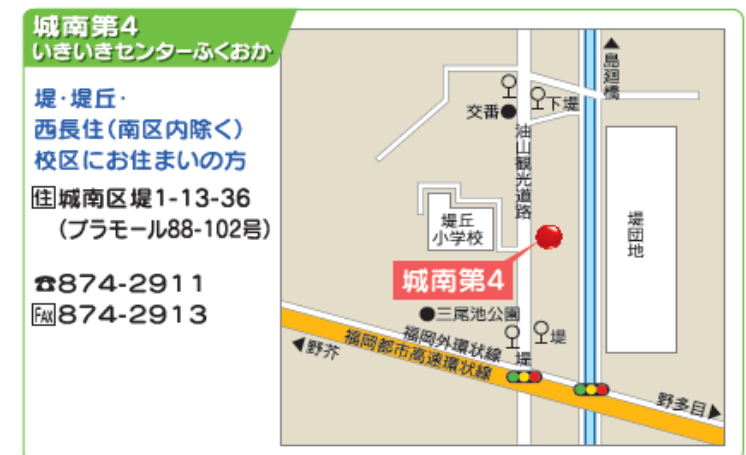 城南第4
いきいきセンターふくおか
堤・堤丘・
西長住(南区内除く)
校区にお住まいの方
住城南区堤1-13-36
(プラモール88-102号)
☎874-2911
FAX874-2913
▲島廻橋
交番●
下堤
油山観光道路
堤丘
小学校
堤団地
城南第4
●三尾池公園
堤
堤
福岡外環状線
福岡都市高速環状線
◀野芥
野多目▶